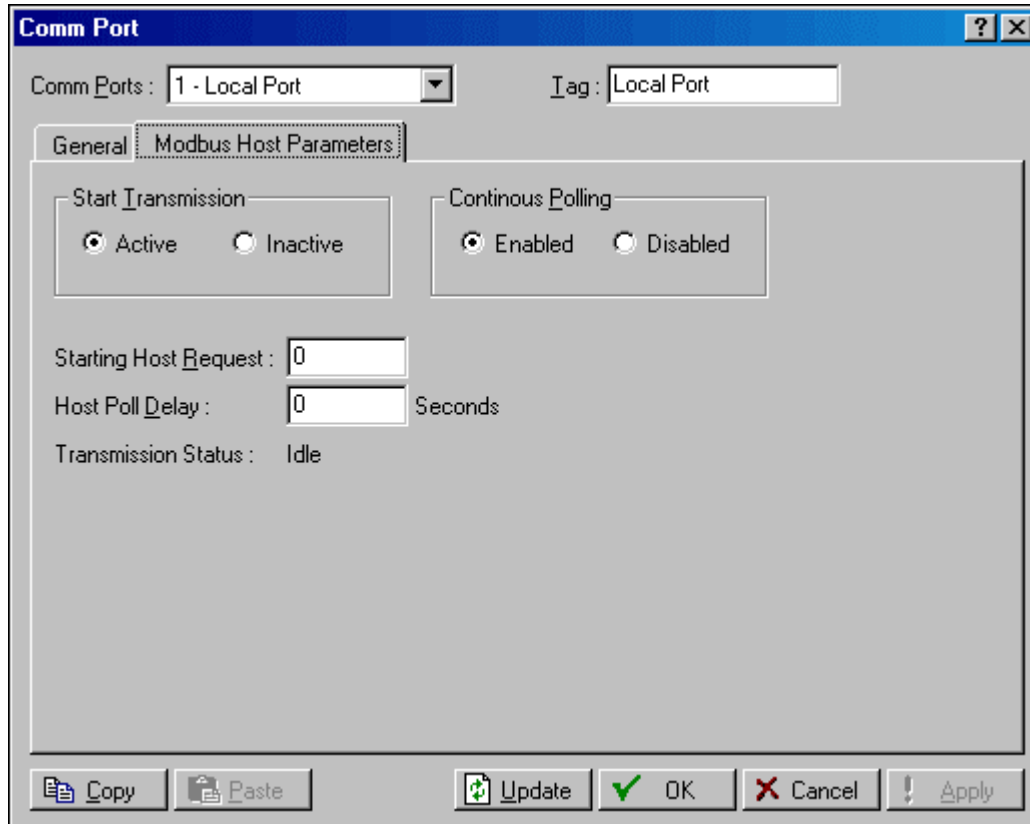 Comm Port
Comm Ports : 1 - Local Port Tag : Local Port
General Modbus Host Parameters
Start Transmission Continous Polling
Active Inactive Enabled Disabled
Starting Host Request : 0
Host Poll Delay : 0 Seconds
Transmission Status : Idle
Copy Paste Update OK Cancel Apply